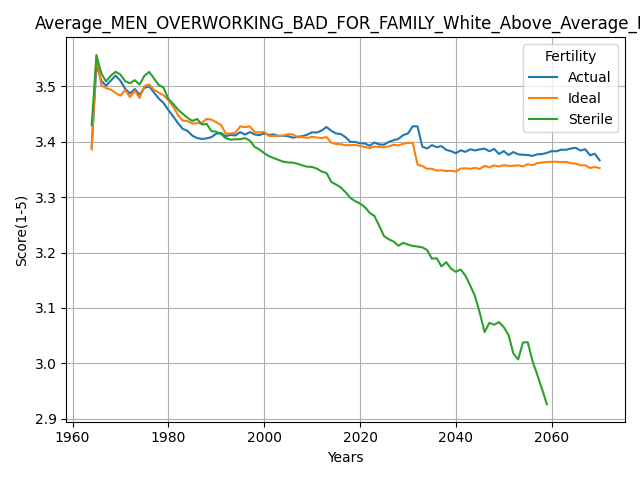 Average_MEN_OVERWORKING_BAD_FOR_FAMILY_White_Above_Average_
Fertility
Actual
Ideal
Sterile
Score(1-5)
3.5
3.4
3.3
3.2
3.1
3.0
2.9
1960 1980 2000 2020 2040 2060
Years